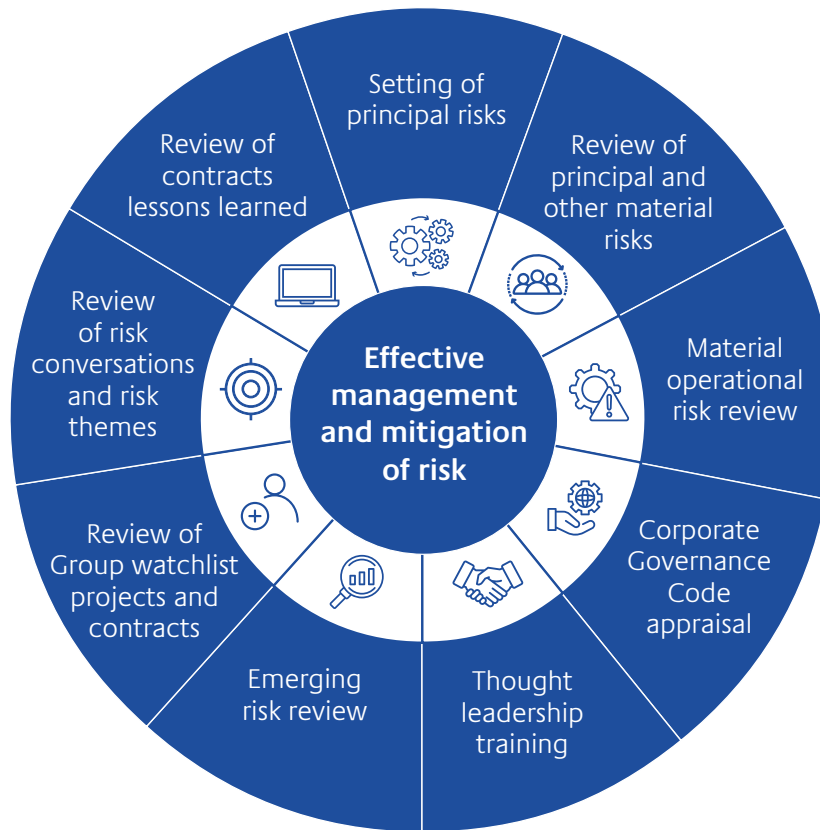 Setting of
principal risks
Review of
principal and
other material
risks
Material
operational
risk review
Corporate
Governance
Code
appraisal
Thought
leadership
training
Emerging
risk review
Review of
Group watchlist
projects and
contracts
Review
of risk
conversations
and risk
themes
Review of
contracts
lessons learned
Effective
management
and mitigation
of risk